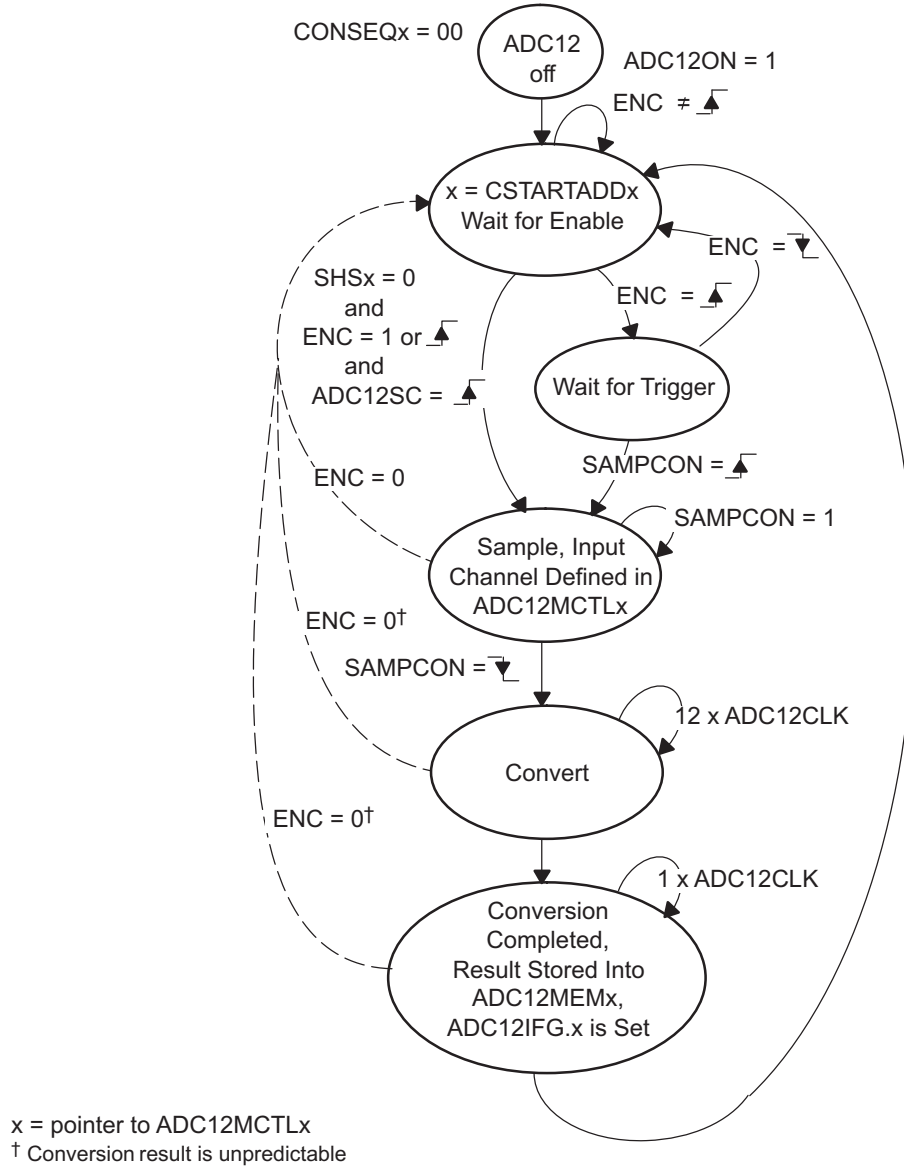 CONSEQx = 00
ADC12
off
ADC12ON = 1
ENC ≠
x = CSTARTADDx
Wait for Enable
ENC =
SHSx = 0
and
ENC = 1 or
and
ADC12SC =
ENC =
Wait for Trigger
SAMPCON =
ENC = 0
SAMPCON = 1
Sample, Input
Channel Defined in
ADC12MCTLx
ENC = 0†
SAMPCON =
12 x ADC12CLK
Convert
ENC = 0†
1 x ADC12CLK
Conversion
Completed,
Result Stored Into
ADC12MEMx,
ADC12IFG.x is Set
x = pointer to ADC12MCTLx
† Conversion result is unpredictable